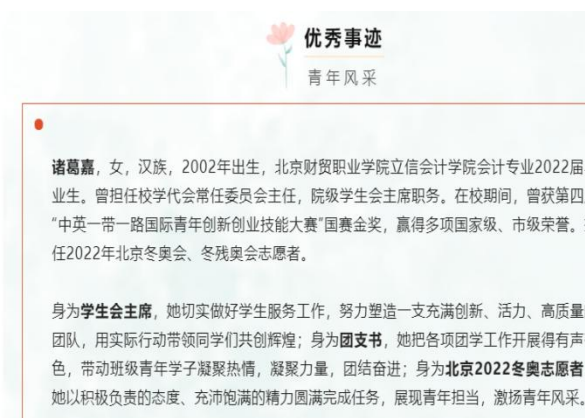 优秀事迹
青年风采
诸葛嘉，女，汉族，2002年出生，北京财贸职业学院立信会计学院会计专业2022届
业生。曾担任校学代会常任委员会主任，院级学生会主席职务。在校期间，曾获第四
“中英一带一路国际青年创新创业技能大赛”国赛金奖，赢得多项国家级、市级荣誉。
任2022年北京冬奥会、冬残奥会志愿者。
身为学生会主席，她切实做好学生服务工作，努力塑造一支充满创新、活力、高质量
团队，用实际行动带领同学们共创辉煌；身为团支书，她把各项团学工作开展得有声
色，带动班级青年学子凝聚热情，凝聚力量，团结奋进；身为北京2022冬奥志愿者
她以积极负责的态度、充沛饱满的精力圆满完成任务，展现青年担当，激扬青年风采。